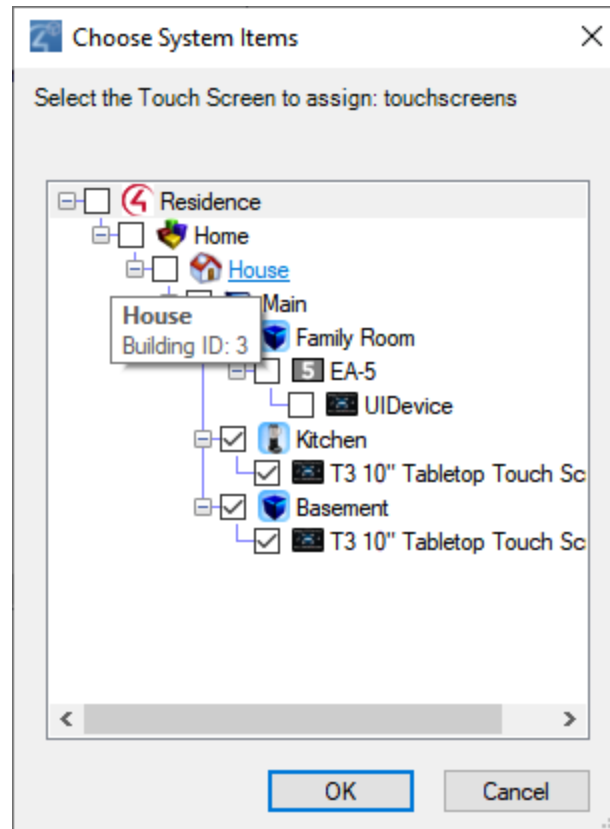 Choose System Items
Select the Touch Screen to assign: touchscreens
Residence
Home
House
Main
House
Building ID: 3
Family Room
5 EA-5
UIDevice
Kitchen
T3 10" Tabletop Touch Sc
Basement
T3 10" Tabletop Touch Sc
OK
Cancel